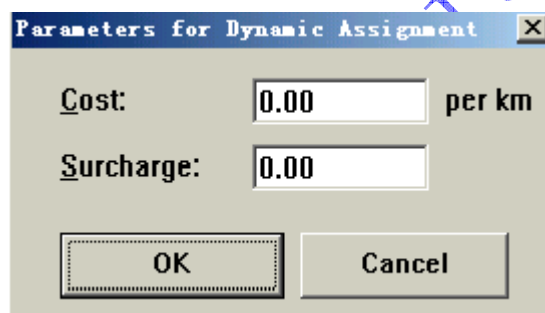 Parameters for Dynamic Assignment
Cost: 0.00 per km
Surcharge: 0.00
OK Cancel